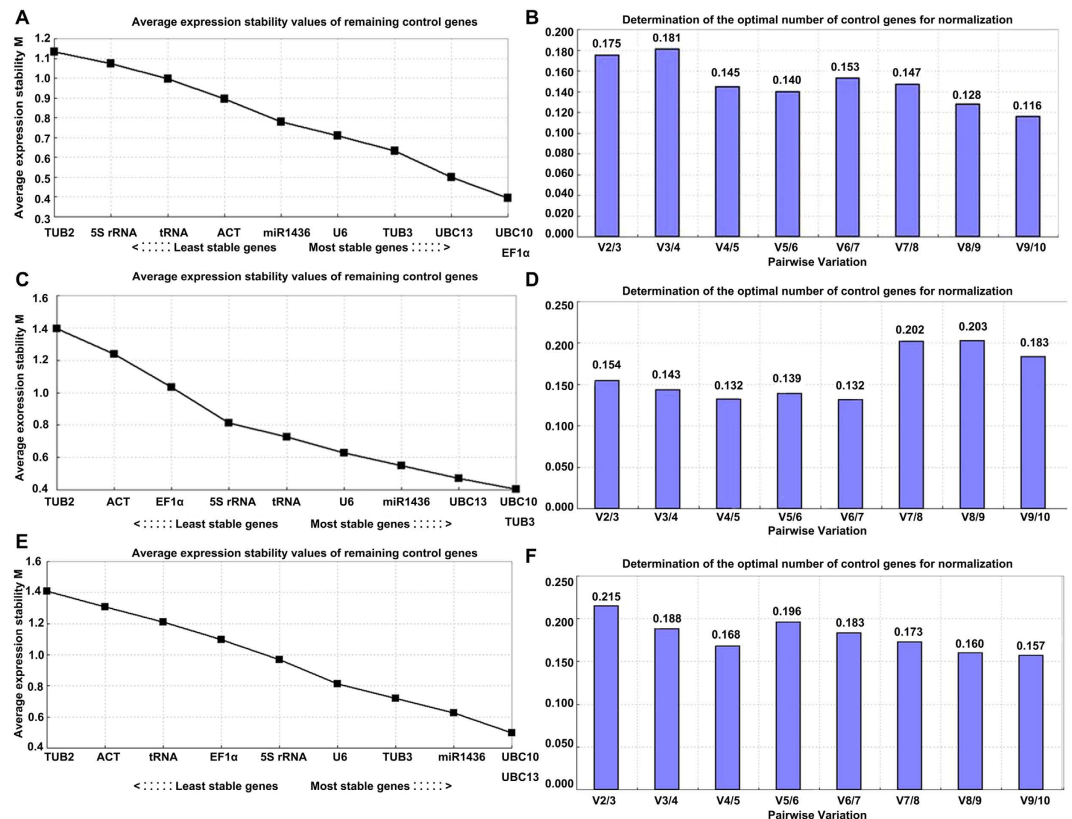 A
Average expression stability values of remaining control genes
Average expression stability M
1.2
1.1
1.0
0.9
0.8
0.7
0.6
0.5
0.4
0.3
TUB2 5S rRNA tRNA ACT miR1436 U6 TUB3 UBC13 UBC10
EF1α
< : : : : : Least stable genes Most stable genes : : : : : >
B
Determination of the optimal number of control genes for normalization
0.200
0.180
0.160
0.140
0.120
0.100
0.080
0.060
0.040
0.020
0.000
0.175 0.181 0.145 0.140 0.153 0.147 0.128 0.116
V2/3 V3/4 V4/5 V5/6 V6/7 V7/8 V8/9 V9/10
Pairwise Variation
C
Average expression stability values of remaining control genes
Average exoression stability M
1.6
1.4
1.2
1.0
0.8
0.6
0.4
TUB2 ACT EF1α 5S rRNA tRNA U6 miR1436 UBC13 UBC10
TUB3
< : : : : : Least stable genes Most stable genes : : : : : >
D
Determination of the optimal number of control genes for normalization
0.250
0.200
0.150
0.100
0.050
0.000
0.154 0.143 0.132 0.139 0.132 0.202 0.203 0.183
V2/3 V3/4 V4/5 V5/6 V6/7 V7/8 V8/9 V9/10
Pairwise Variation
E
Average expression stability values of remaining control genes
Average expression stability M
1.6
1.4
1.2
1.0
0.8
0.6
0.4
TUB2 ACT tRNA EF1α 5S rRNA U6 TUB3 miR1436 UBC10
UBC13
< : : : : : Least stable genes Most stable genes : : : : : >
F
Determination of the optimal number of control genes for normalization
0.250
0.200
0.150
0.100
0.050
0.000
0.215 0.188 0.168 0.196 0.183 0.173 0.160 0.157
V2/3 V3/4 V4/5 V5/6 V6/7 V7/8 V8/9 V9/10
Pairwise Variation